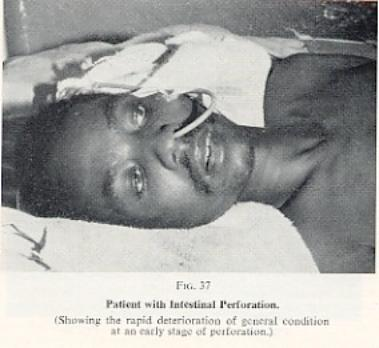 FIG. 37
Patient with Intestinal Perforation.
(Showing the rapid deterioration of general condition
at an early stage of perforation.)